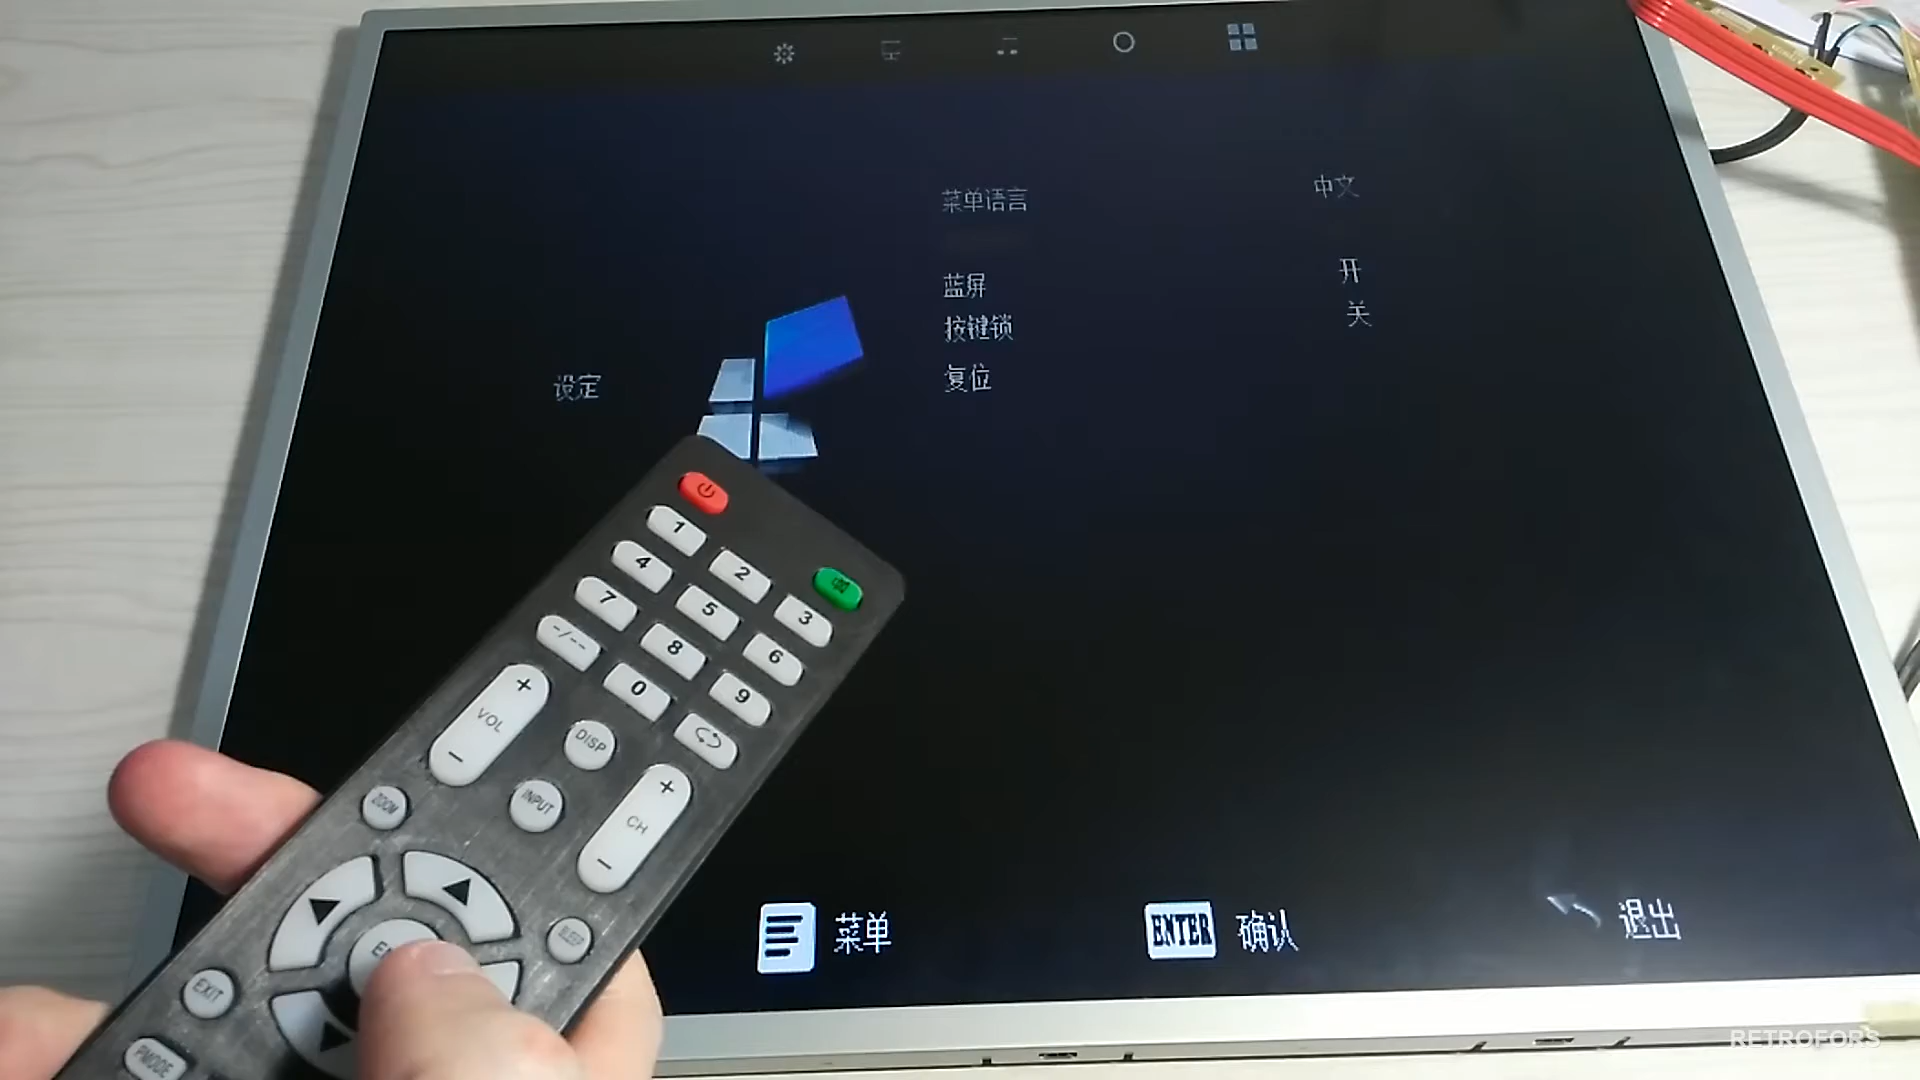 菜单语言 中文
蓝屏 开
按键锁 关
设定
复位
1
2
3
4
5
6
7
8
9
-/--
0
+
VOL
-
DISP
ZOOM
INPUT
+
CH
-
SLEEP
E
EXIT
PMODE
菜单
ENTER 确认
退出
RETROFORS